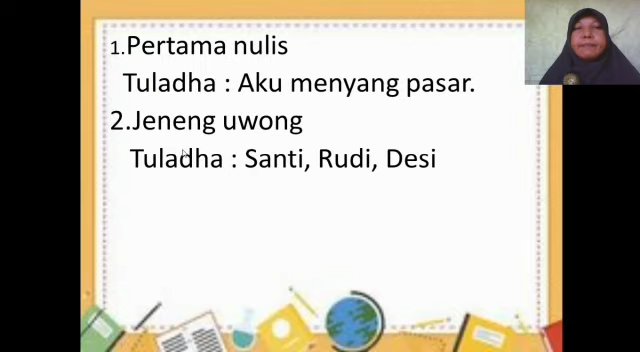 1.Pertama nulis
Tuladha : Aku menyang pasar.
2.Jeneng uwong
Tuladha : Santi, Rudi, Desi